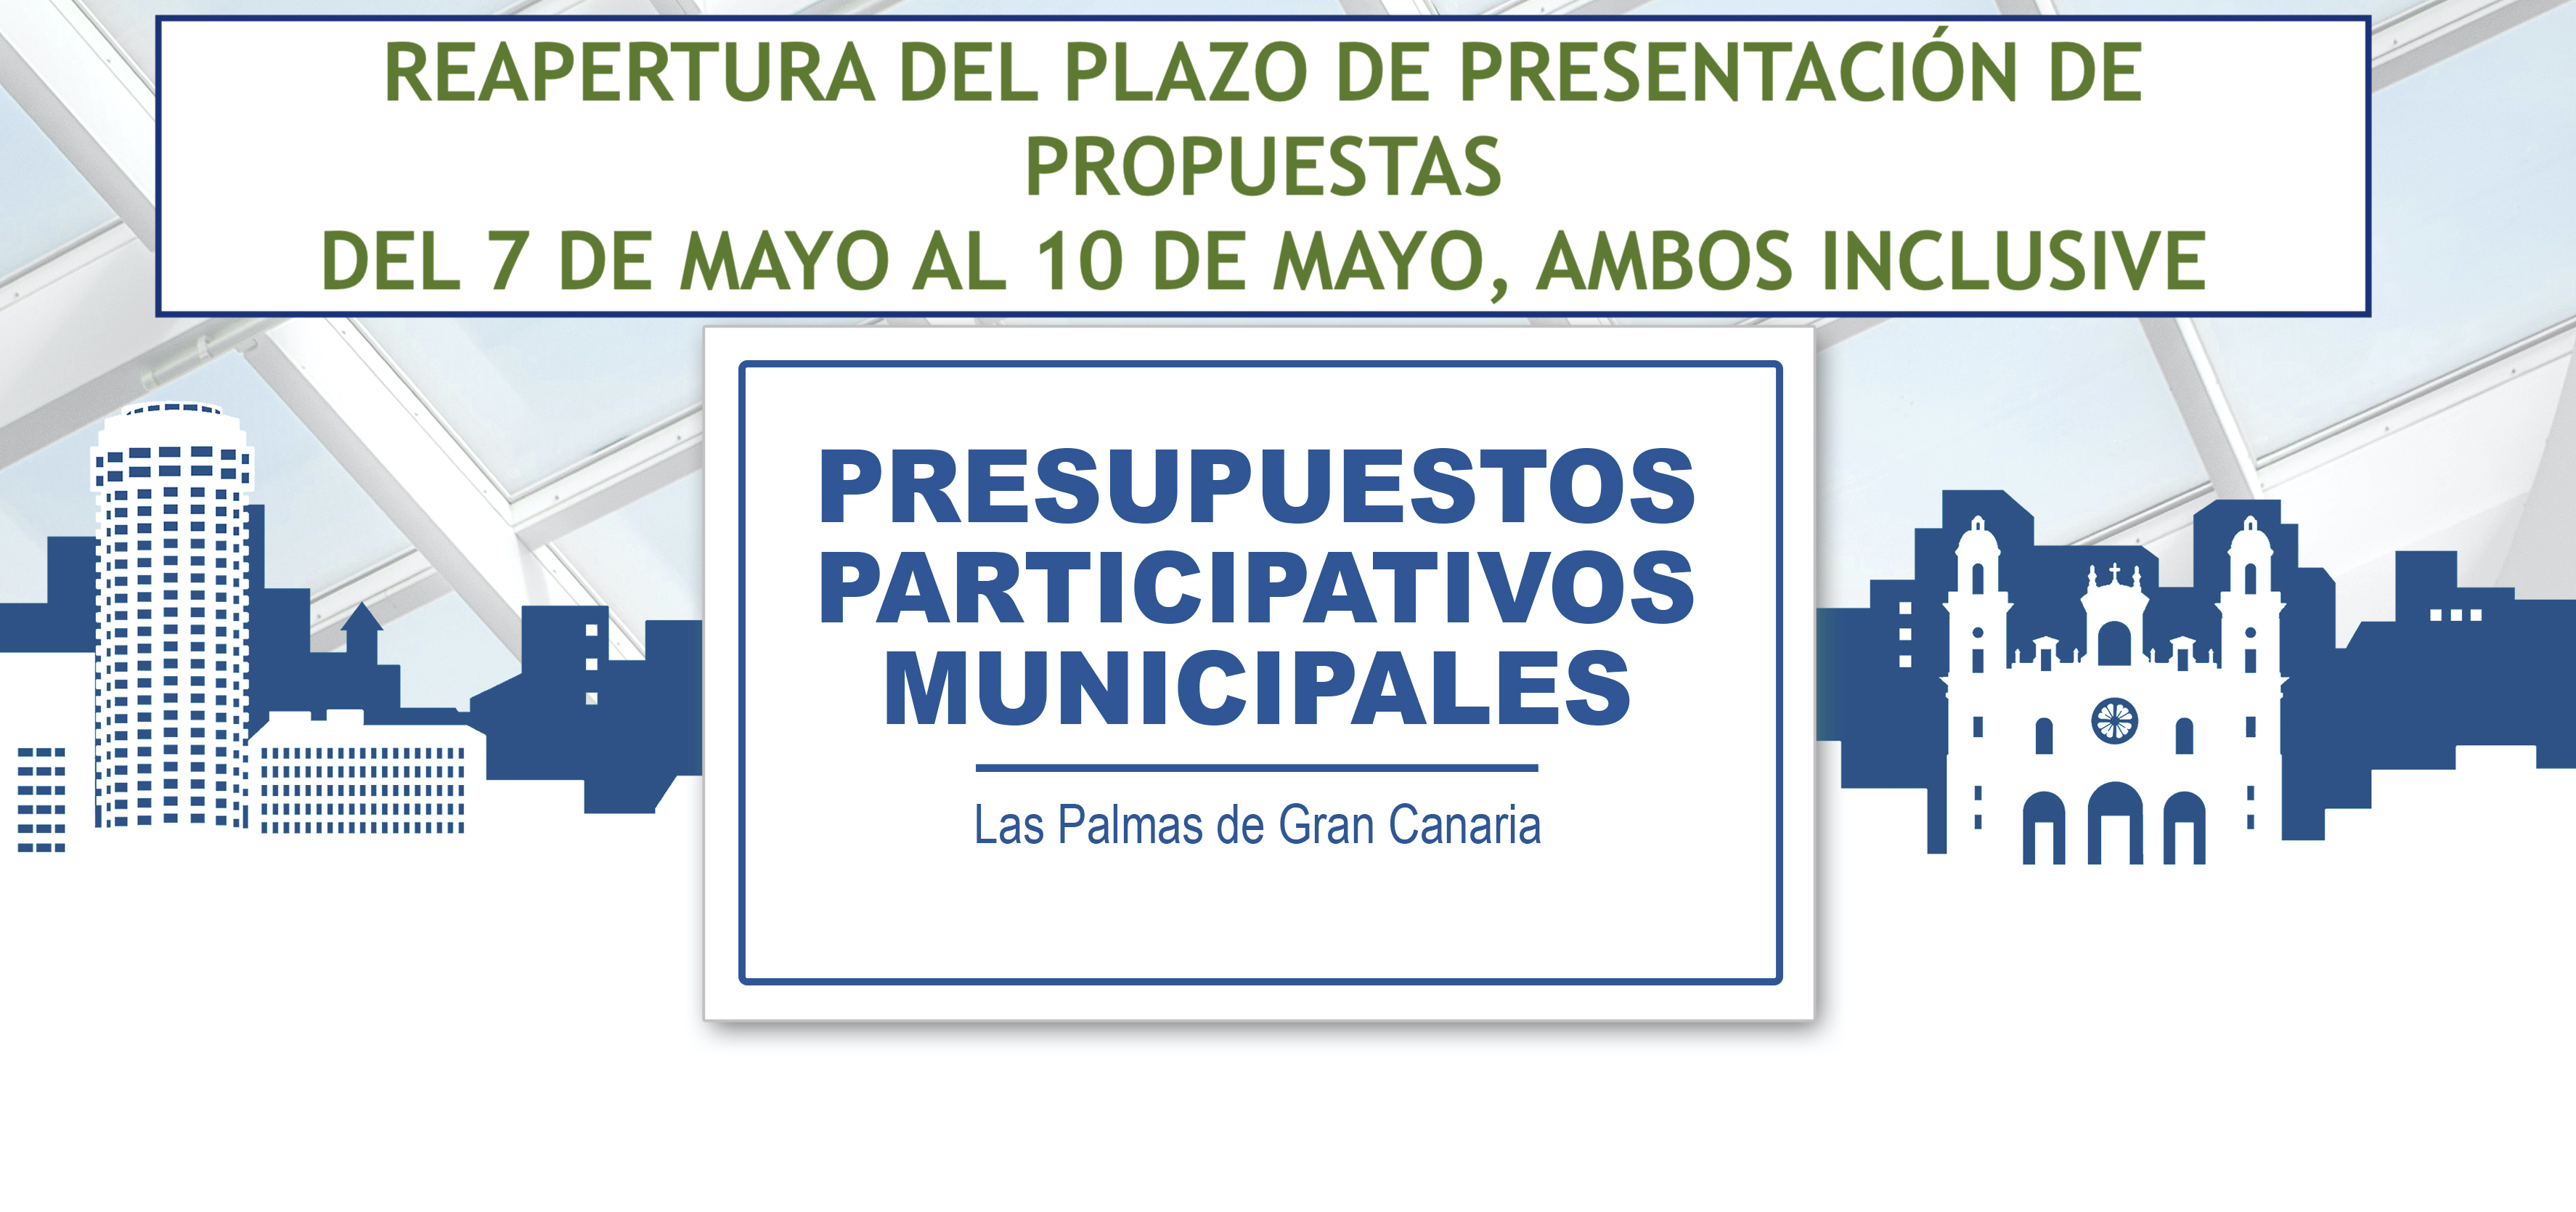 REAPERTURA DEL PLAZO DE PRESENTACIÓN DE
PROPUESTAS
DEL 7 DE MAYO AL 10 DE MAYO, AMBOS INCLUSIVE
PRESUPUESTOS
PARTICIPATIVOS
MUNICIPALES
Las Palmas de Gran Canaria